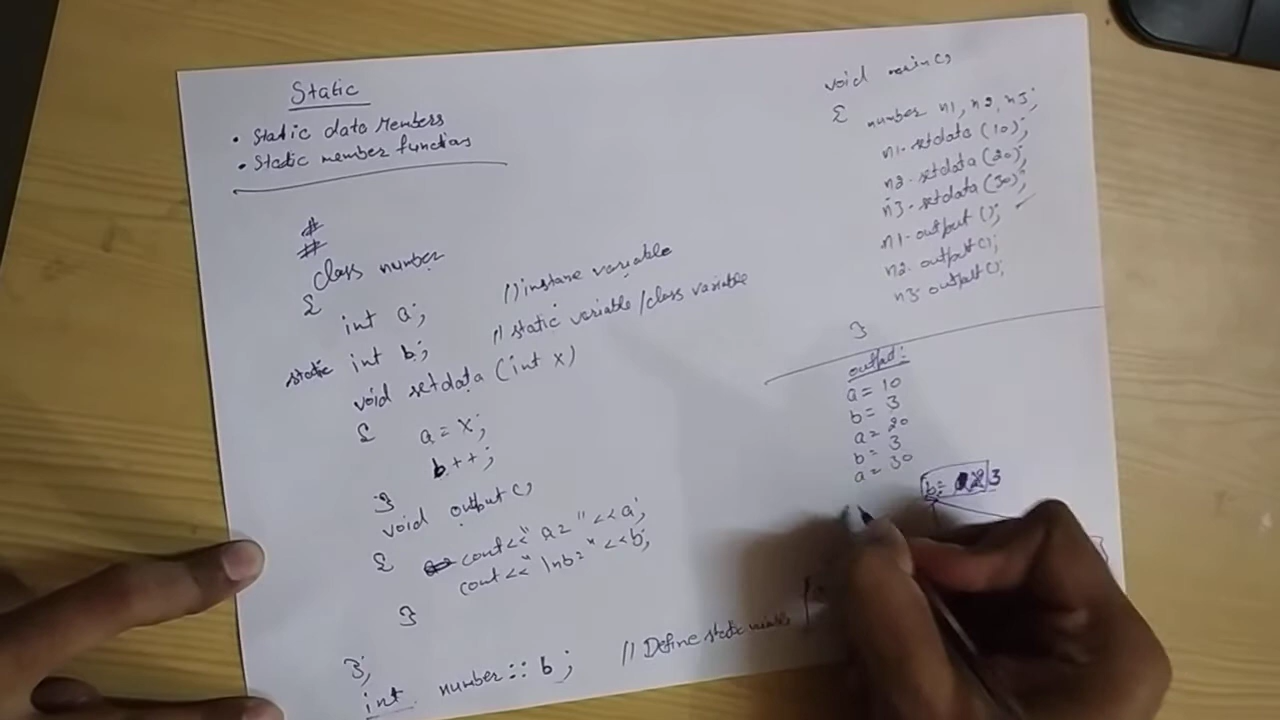 Static
• Static data Members
• Static member functions
#
#
class number
{
int a; // instane variable
static int b; // static variable / class variable
void setdata (int x)
{
a = x;
b++;
}
void output ()
{
cout<<"a="<<a;
cout<<"\nb="<<b;
}
};
int number :: b; // Define static variable
void main()
{ number n1, n2, n3;
n1. setdata (10);
n2. setdata (20);
n3. setdata (30);
n1. output ();
n2. output ();
n3. output ();
}
output:
a = 10
b = 3
a = 20
b = 3
a = 30
b= 3